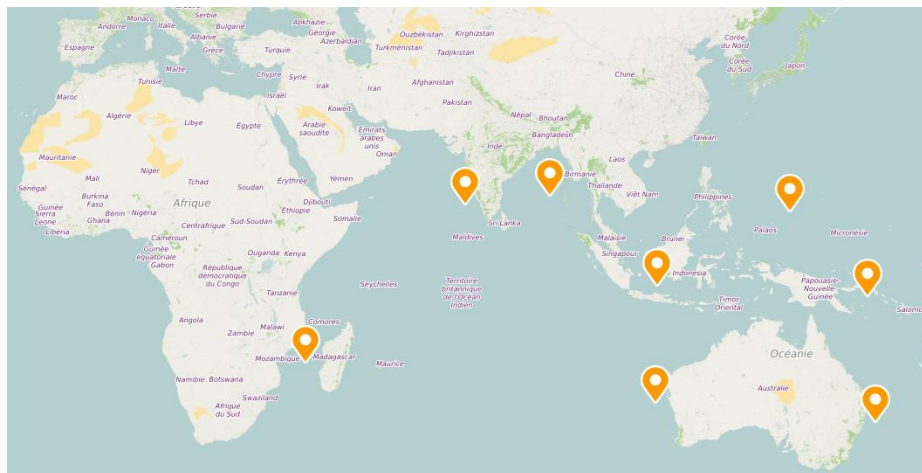 Monaco
Andorre
Italie
Serbie
Bulgarie
Albanie
Espagne
Grèce
Abkhazie
Géorgie
Azerbaïdjan
Turquie
Ouzbékistan
Kirghzstan
Turkménistan
Tadjikistan
Corée
du Nord
Corée
du Sud
Japon
Malte
Tunisie
Chypre
Syrie
Israël
Irak
Iran
Afghanistan
Chine
Maroc
Algérie
Libye
Égypte
Koweït
Arabie
saoudite
Émirats
arabes
unis
Oman
Pakistan
Népal
Bhoutan
Bangladesh
Inde
Birmanie
Laos
Taïwan
Mauritanie
Mali
Niger
Tchad
Soudan
Érythrée
Yémen
Thaïlande
Việt Nam
Philippines
Sénégal
Guinée
Sierra
Leone
Libéria
Burkina
Faso
Ghana
Bénin
Nigéria
Afrique
Sud-Soudan
Centrafrique
Djibouti
Éthiopie
Somalie
Sri Lanka
Maldives
Malaisie
Singapour
Brunei
Palaos
Micronésie
Cameroun
Guinée
équatoriale
Gabon
République
démocratique
du Congo
Ouganda
Kenya
Tanzanie
Seychelles
Territoire
britannique
de l'Océan
Indien
Indonesia
Timor
Oriental
Papouasie
Nouvelle
Guinée
Salomo
Angola
Zambie
Malawi
Comores
Mozambique
Madagascar
Maurice
Namibie
Botswana
Swaziland
Afrique
du Sud
Océanie
Australie